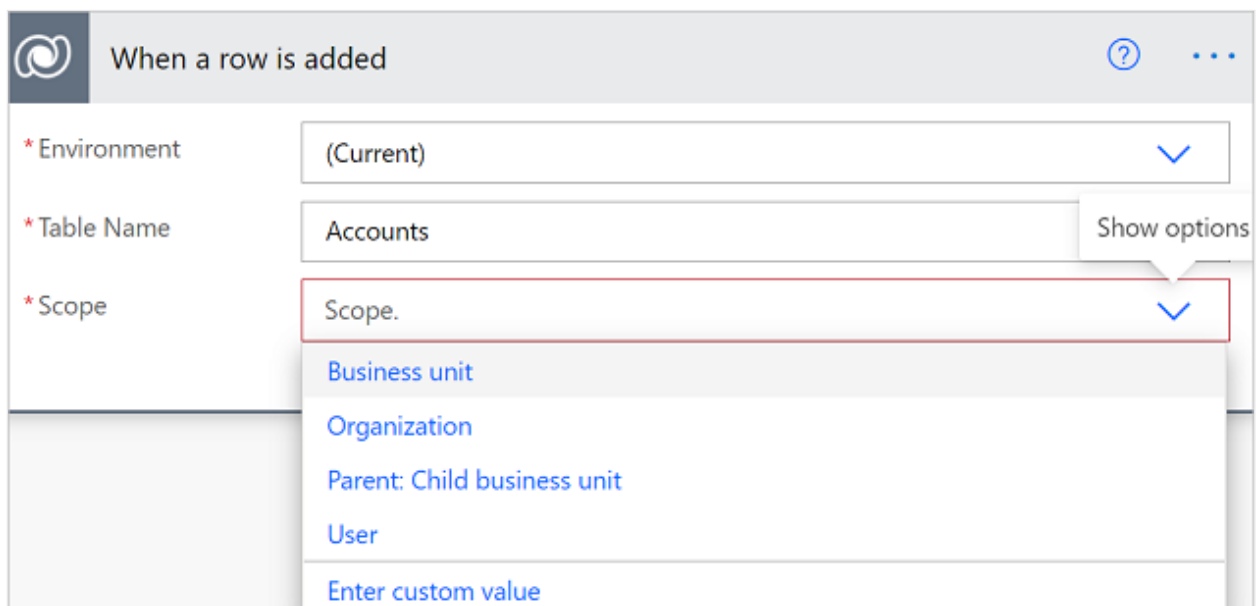 When a row is added
* Environment
(Current)
* Table Name
Accounts
Show options
* Scope
Scope.
Business unit
Organization
Parent: Child business unit
User
Enter custom value